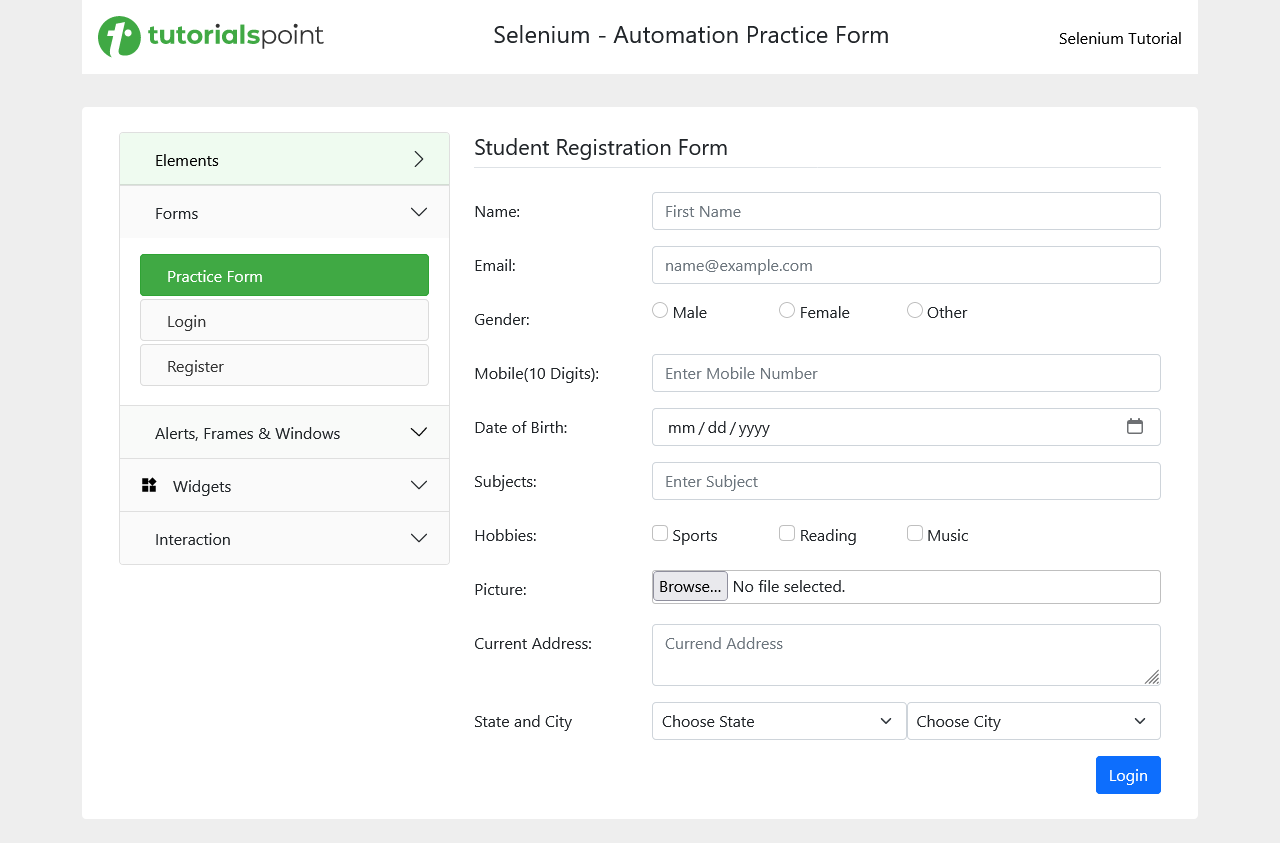 tutorialspoint
Selenium - Automation Practice Form
Selenium Tutorial
Elements
Forms
Practice Form
Login
Register
Alerts, Frames & Windows
Widgets
Interaction
Student Registration Form
Name: First Name
Email: name@example.com
Gender: Male Female Other
Mobile(10 Digits): Enter Mobile Number
Date of Birth: mm / dd / yyyy
Subjects: Enter Subject
Hobbies: Sports Reading Music
Picture: Browse... No file selected.
Current Address: Currend Address
State and City Choose State Choose City
Login